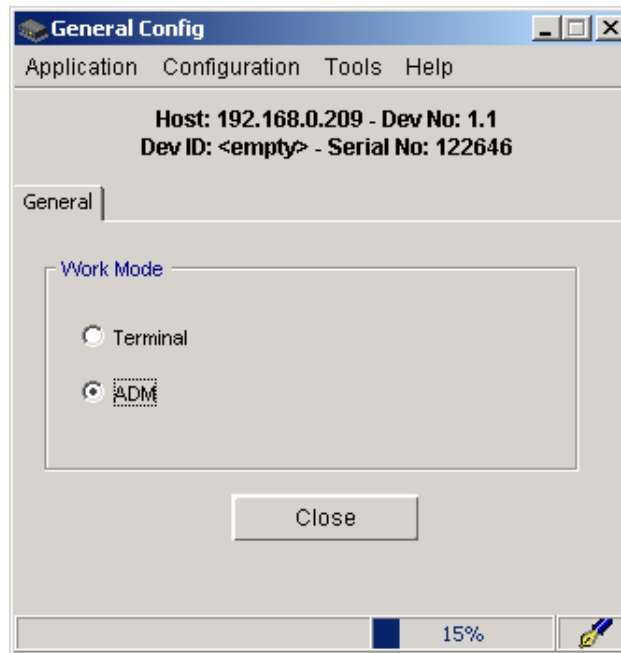 General Config
Application Configuration Tools Help
Host: 192.168.0.209 - Dev No: 1.1
Dev ID: <empty> - Serial No: 122646
General
Work Mode
Terminal
ADM
Close
15%